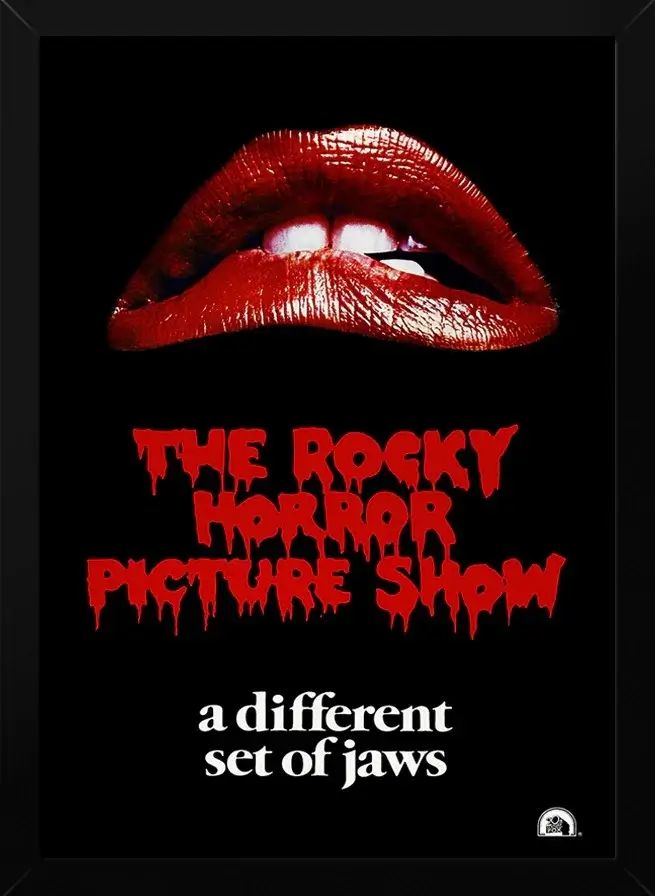 THE ROCKY
HORROR
PICTURE SHOW
a different
set of jaws